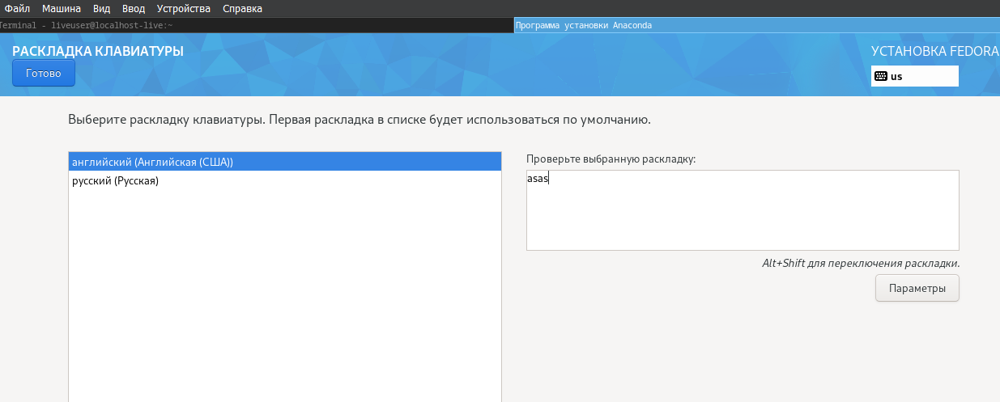 Файл Машина Вид Ввод Устройства Справка
Terminal - liveuser@localhost-live:~
Программа установки Anaconda
РАСКЛАДКА КЛАВИАТУРЫ
УСТАНОВКА FEDORA
Готово
us
Выберите раскладку клавиатуры. Первая раскладка в списке будет использоваться по умолчанию.
английский (Английская (США))
русский (Русская)
Проверьте выбранную раскладку:
asas
Alt+Shift для переключения раскладки.
Параметры